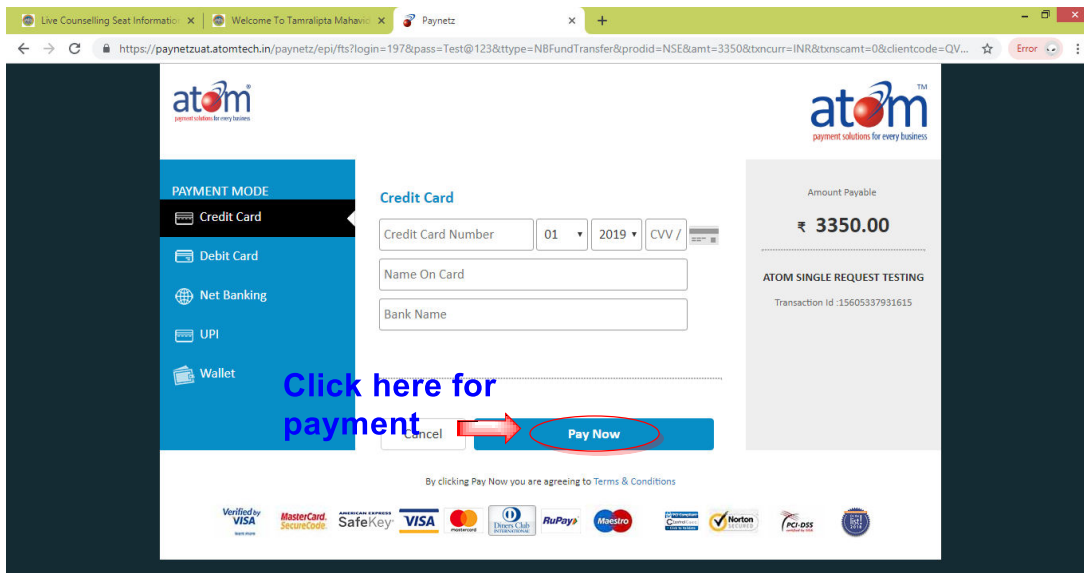 Live Counselling Seat Informatio
Welcome To Tamralipta Mahavid
Paynetz
https://paynetzuat.atomtech.in/paynetz/epi/fts?login=197&pass=Test@123&ttype=NBFundTransfer&prodid=NSE&amt=3350&txncurr=INR&txnscamt=0&clientcode=QV...
Error
atom
payment solutions for every business
atom™
payment solutions for every business
PAYMENT MODE
Credit Card
Debit Card
Net Banking
UPI
Wallet
Credit Card
Credit Card Number
01
2019
CVV /
Name On Card
Bank Name
Click here for
payment
Cancel
Pay Now
Amount Payable
₹ 3350.00
ATOM SINGLE REQUEST TESTING
Transaction Id :15605337931615
By clicking Pay Now you are agreeing to Terms & Conditions
Verified by
VISA
learn more
MasterCard.
SecureCode.
AMERICAN EXPRESS
SafeKey
VISA
mastercard
Diners Club
INTERNATIONAL
RuPay
Maestro
Norton
SECURED
PCI-DSS